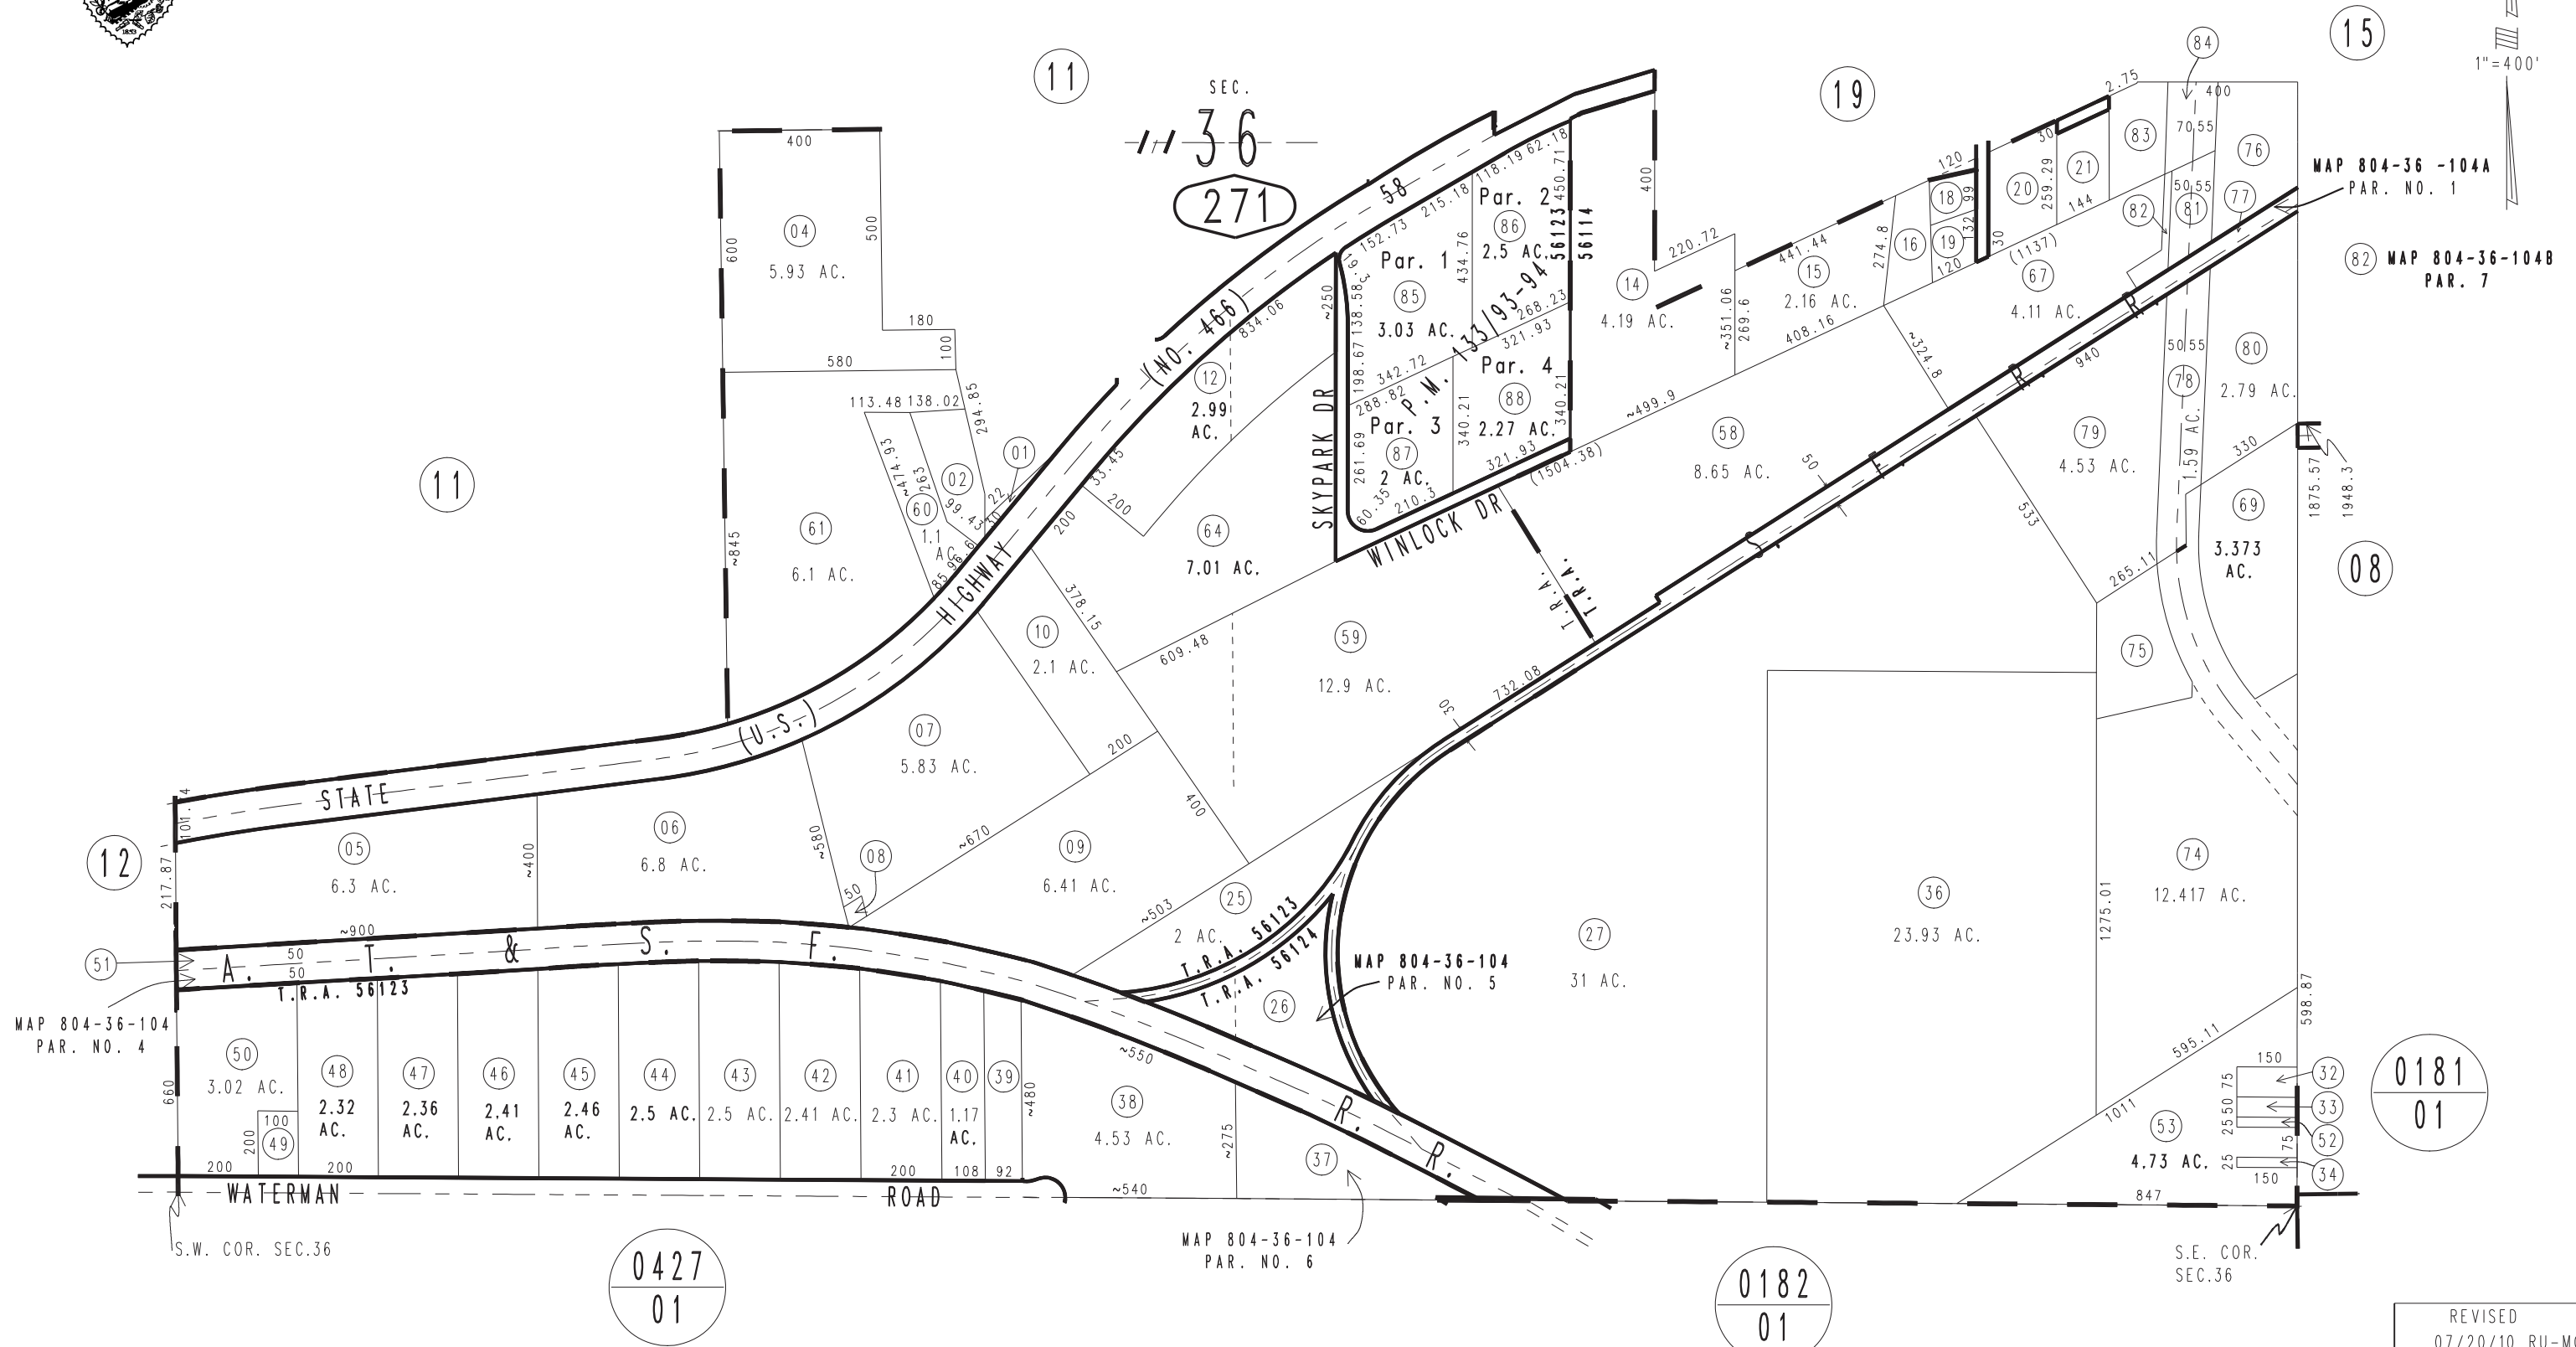 1853
11
SEC.
36
271
19
15
84
1"=400'
2.75
400
400
70
55
83
76
MAP 804-36 -104A
PAR. NO. 1
04
5.93 AC.
600
500
58
62.18
118.19
215.18
152.73
19.3
Par. 2
86
2.5 AC.
450.71
56123
56114
400
30
21
20
259.29
120
18
99
19
132
120
30
144
(1137)
82
50
55
81
77
82
MAP 804-36-104B
PAR. 7
Par. 1
85
3.03 AC.
434.76
138.58
198.67
~250
268.23
321.93
342.72
P.M. 133/93-94
288.82
Par. 3
87
2 AC.
261.69
60.35
210.3
340.21
Par. 4
88
2.27 AC.
340.21
321.93
(1504.38)
14
4.19 AC.
220.72
~351.06
269.6
441.44
15
2.16 AC.
274.8
16
408.16
67
4.11 AC.
~324.8
940
50
55
78
1.59 AC.
80
2.79 AC.
180
100
580
(NO. 466)
834.06
12
2.99
AC.
SKYPARK DR
WINLOCK DR
113.48
138.02
294.85
~474.93
263
02
01
60
1.1
AC.
99.43
22
30
85.96
11
61
6.1 AC.
~845
HIGHWAY
33.45
200
200
64
7.01 AC.
~499.9
58
8.65 AC.
50
79
4.53 AC.
533
330
265.11
69
3.373
AC.
1875.57
1948.3
08
T.R.A.
T.R.A.
R
R
T
S
378.15
10
2.1 AC.
609.48
59
12.9 AC.
732.08
30
75
(U.S.)
STATE
07
5.83 AC.
200
400
101.4
12
217.87
05
6.3 AC.
~400
06
6.8 AC.
~580
08
50
~670
09
6.41 AC.
~503
25
2 AC.
T.R.A. 56123
T.R.A. 56124
26
MAP 804-36-104
PAR. NO. 5
27
31 AC.
36
23.93 AC.
1275.01
74
12.417 AC.
598.87
51
~900
50
50
A. T. & S. F. R. R.
T.R.A. 56123
MAP 804-36-104
PAR. NO. 4
660
50
3.02 AC.
100
200
49
48
2.32
AC.
47
2.36
AC.
46
2.41
AC.
45
2.46
AC.
44
2.5 AC.
43
2.5 AC.
42
2.41 AC.
41
2.3 AC.
40
1.17
AC.
39
~480
~550
38
4.53 AC.
~275
37
200
200
200
108
92
WATERMAN
ROAD
~540
MAP 804-36-104
PAR. NO. 6
595.11
1011
150
75
50
25
32
33
52
75
25
34
150
53
4.73 AC.
847
0181
01
S.W. COR. SEC.36
0427
01
0182
01
S.E. COR.
SEC.36
REVISED
07/20/10 RU-M